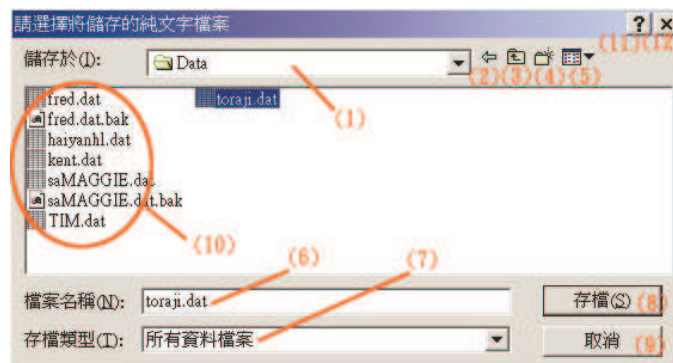 請選擇將儲存的純文字檔案 ? ×
(11)(12)
儲存於(I): Data
(2)(3)(4)(5)
(1)
fred.dat toraji.dat
fred.dat.bak
haiyanhl.dat
kent.dat
saMAGGIE.dat
saMAGGIE.dat.bak
TIM.dat
(10)
(6)
(7)
檔案名稱(N): toraji.dat 存檔(S) (8)
存檔類型(T): 所有資料檔案 取消 (9)